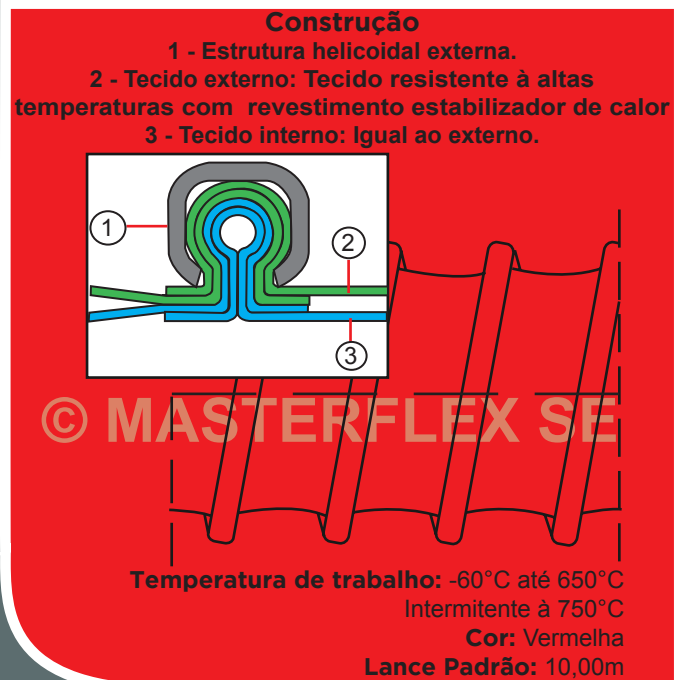 Construção
1 - Estrutura helicoidal externa.
2 - Tecido externo: Tecido resistente à altas
temperaturas com revestimento estabilizador de calor
3 - Tecido interno: Igual ao externo.
1
2
3
© MASTERFLEX SE
Temperatura de trabalho: -60°C até 650°C
Intermitente à 750°C
Cor: Vermelha
Lance Padrão: 10,00m